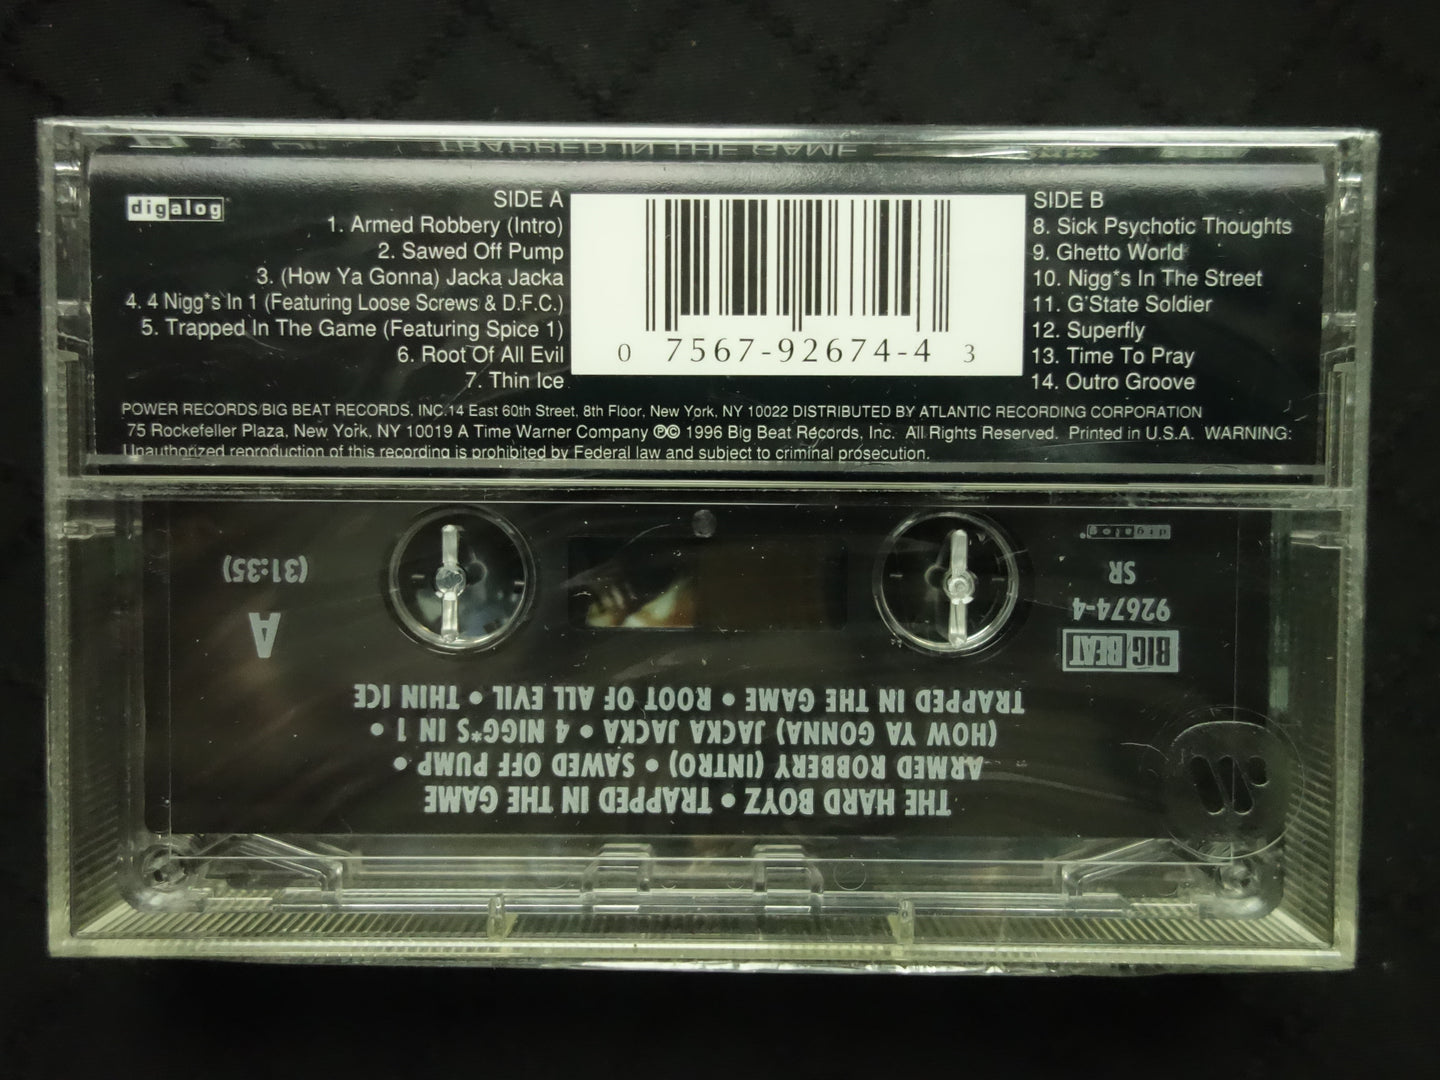 TRAPPED IN THE GAME
digalog
SIDE A
1. Armed Robbery (Intro)
2. Sawed Off Pump
3. (How Ya Gonna) Jacka Jacka
4. 4 Nigg*s In 1 (Featuring Loose Screws & D.F.C.)
5. Trapped In The Game (Featuring Spice 1)
6. Root Of All Evil
7. Thin Ice
0 7567-92674-4 3
SIDE B
8. Sick Psychotic Thoughts
9. Ghetto World
10. Nigg*s In The Street
11. G'State Soldier
12. Superfly
13. Time To Pray
14. Outro Groove
POWER RECORDS/BIG BEAT RECORDS, INC.14 East 60th Street, 8th Floor, New York, NY 10022 DISTRIBUTED BY ATLANTIC RECORDING CORPORATION
75 Rockefeller Plaza, New York, NY 10019 A Time Warner Company ℗© 1996 Big Beat Records, Inc. All Rights Reserved. Printed in U.S.A. WARNING:
Unauthorized reproduction of this recording is prohibited by Federal law and subject to criminal prosecution.
THE HARD BOYZ • TRAPPED IN THE GAME
ARMED ROBBERY (INTRO) • SAWED OFF PUMP •
(HOW YA GONNA) JACKA JACKA • 4 NIGG*S IN 1 •
TRAPPED IN THE GAME • ROOT OF ALL EVIL • THIN ICE
BIG BEAT
92674-4
SR
digalog
A
(31:35)